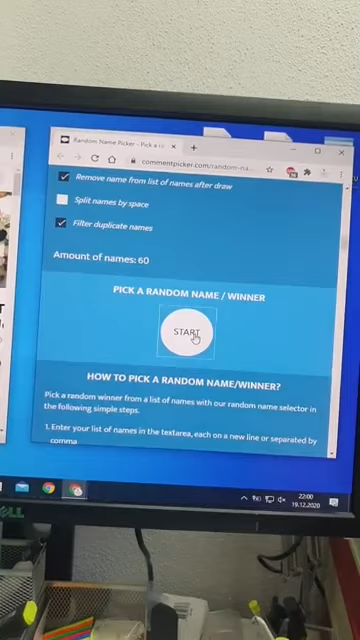 Random Name Picker - Pick a
commentpicker.com/random-na...
Remove name from list of names after draw
Split names by space
Filter duplicate names
Amount of names: 60
PICK A RANDOM NAME / WINNER
START
HOW TO PICK A RANDOM NAME/WINNER?
Pick a random winner from a list of names with our random name selector in
the following simple steps.
1. Enter your list of names in the textarea, each on a new line or separated by
comma
22:00
19.12.2020
DELL